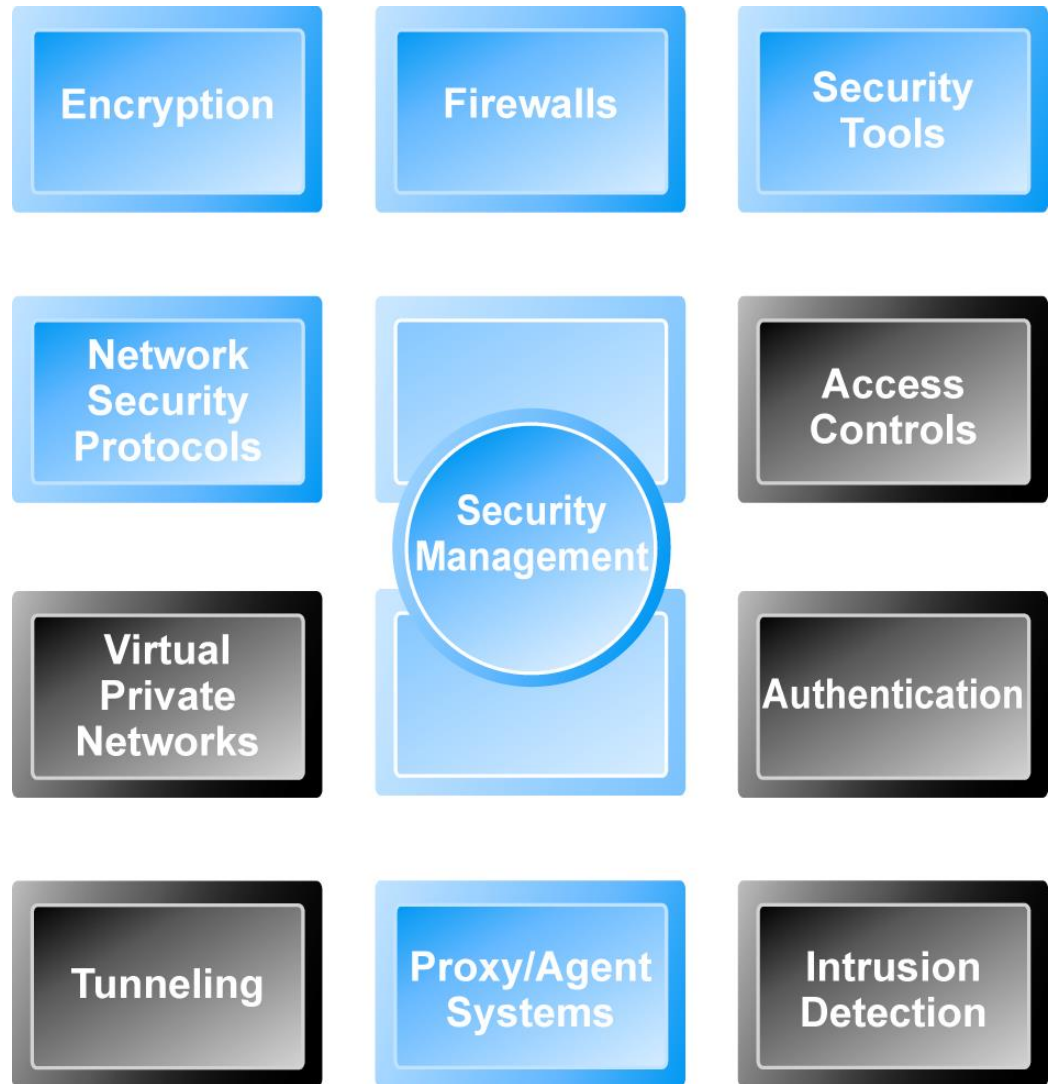 Encryption
Firewalls
Security
Tools
Network
Security
Protocols
Security
Management
Access
Controls
Virtual
Private
Networks
Authentication
Tunneling
Proxy/Agent
Systems
Intrusion
Detection